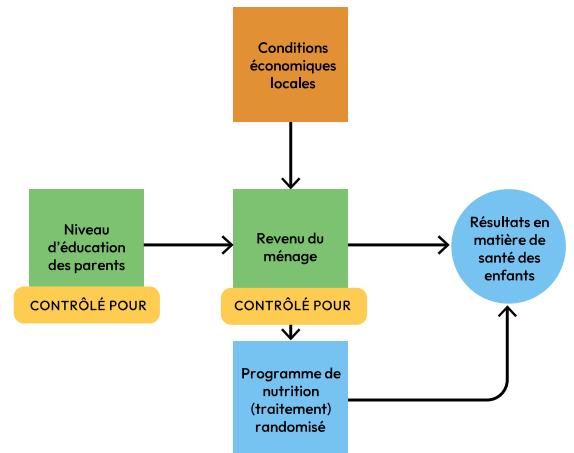 Conditions
économiques
locales
Niveau
d'éducation
des parents
CONTRÔLÉ POUR
Revenu du
ménage
CONTRÔLÉ POUR
Résultats en
matière de
santé des
enfants
Programme de
nutrition
(traitement)
randomisé